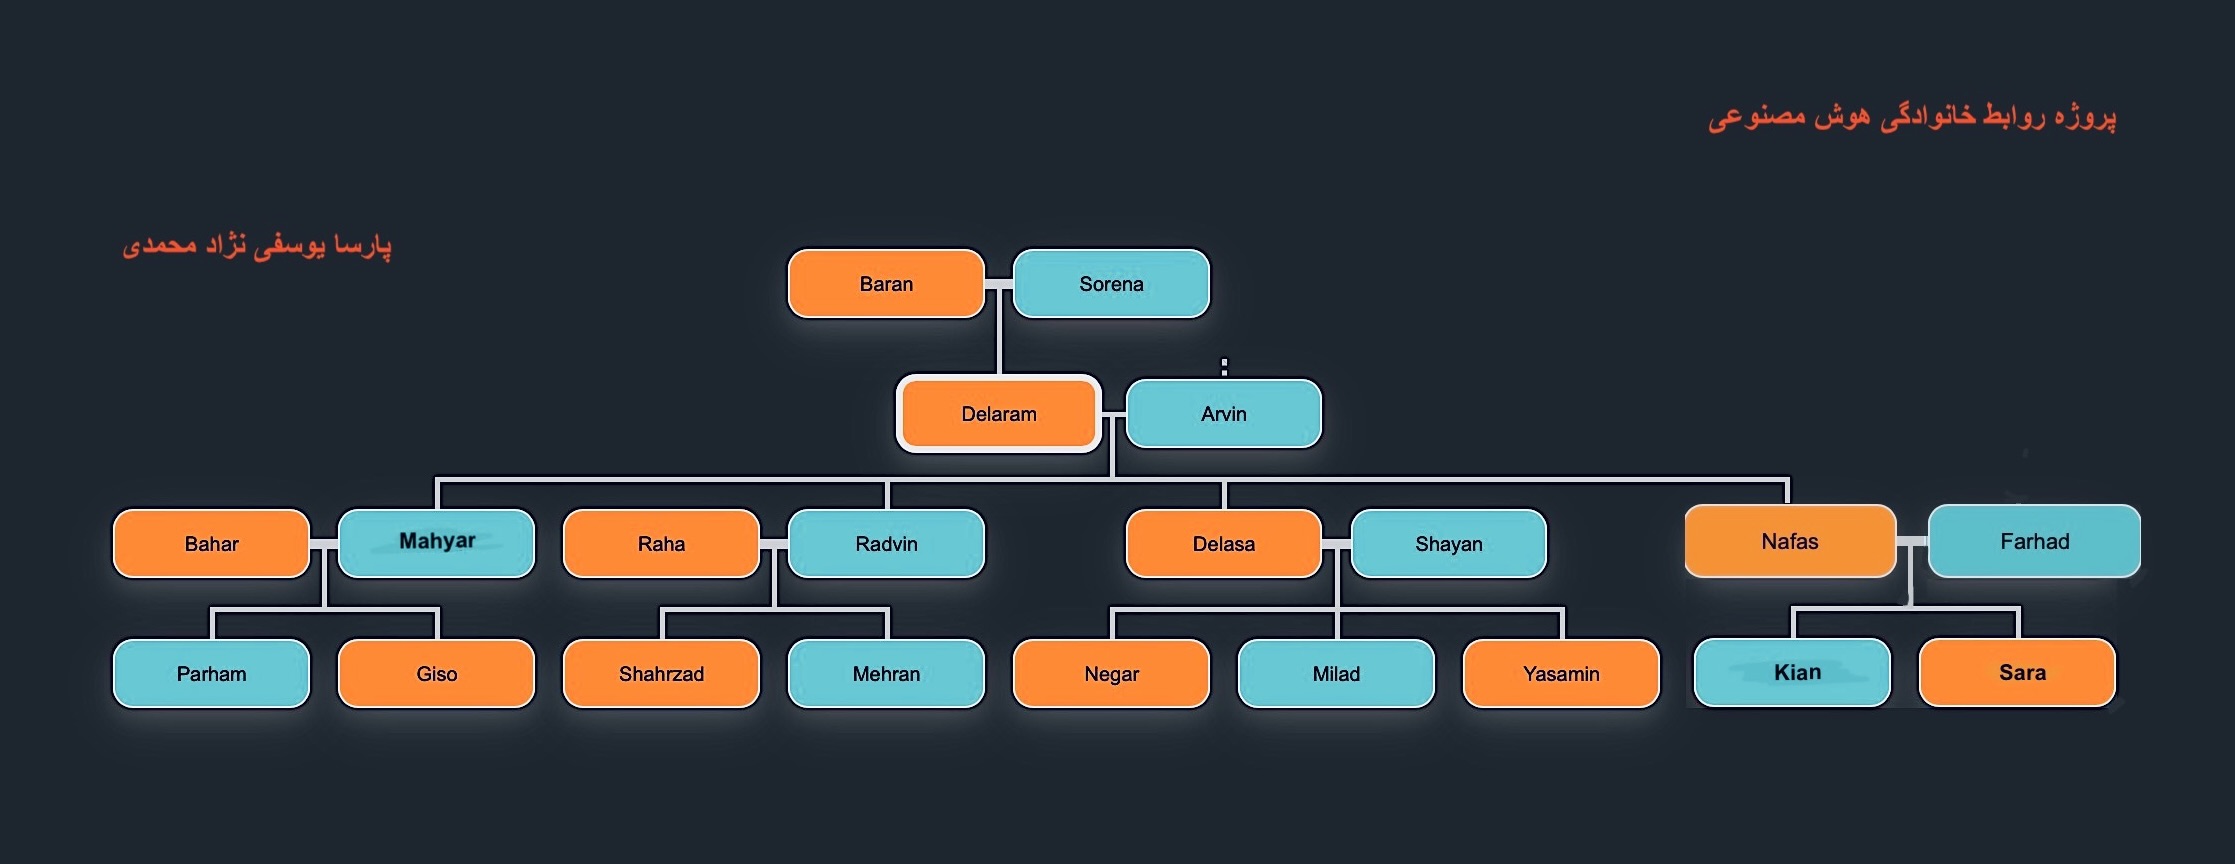 پروژه روابط خانوادگی هوش مصنوعی
پارسا یوسفی نژاد محمدی
Baran Sorena
Delaram Arvin
Bahar Mahyar Raha Radvin Delasa Shayan Nafas Farhad
Parham Giso Shahrzad Mehran Negar Milad Yasamin Kian Sara